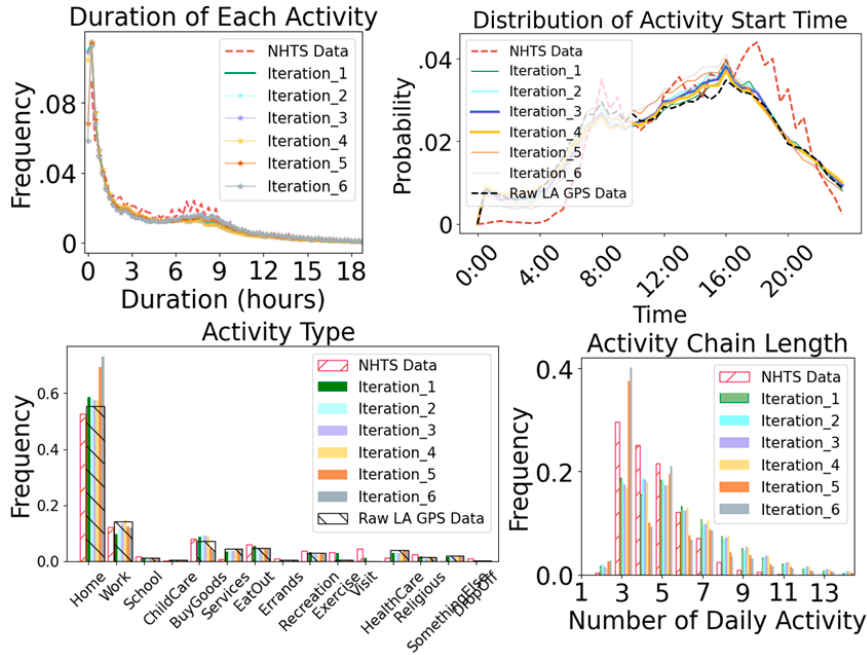 Duration of Each Activity
Frequency
.08
.04
0
NHTS Data
Iteration_1
Iteration_2
Iteration_3
Iteration_4
Iteration_5
Iteration_6
0 3 6 9 12 15 18
Duration (hours)
Distribution of Activity Start Time
Probability
.04
.02
0
NHTS Data
Iteration_1
Iteration_2
Iteration_3
Iteration_4
Iteration_5
Iteration_6
Raw LA GPS Data
0:00 4:00 8:00 12:00 16:00 20:00
Time
Activity Type
Frequency
0.6
0.4
0.2
0.0
NHTS Data
Iteration_1
Iteration_2
Iteration_3
Iteration_4
Iteration_5
Iteration_6
Raw LA GPS Data
Home
Work
School
ChildCare
BuyGoods
Services
EatOut
Errands
Recreation
Exercise
Visit
HealthCare
Religious
SomethingElse
DropOff
Activity Chain Length
Frequency
0.4
0.2
0.0
NHTS Data
Iteration_1
Iteration_2
Iteration_3
Iteration_4
Iteration_5
Iteration_6
1 3 5 7 9 11 13
Number of Daily Activity